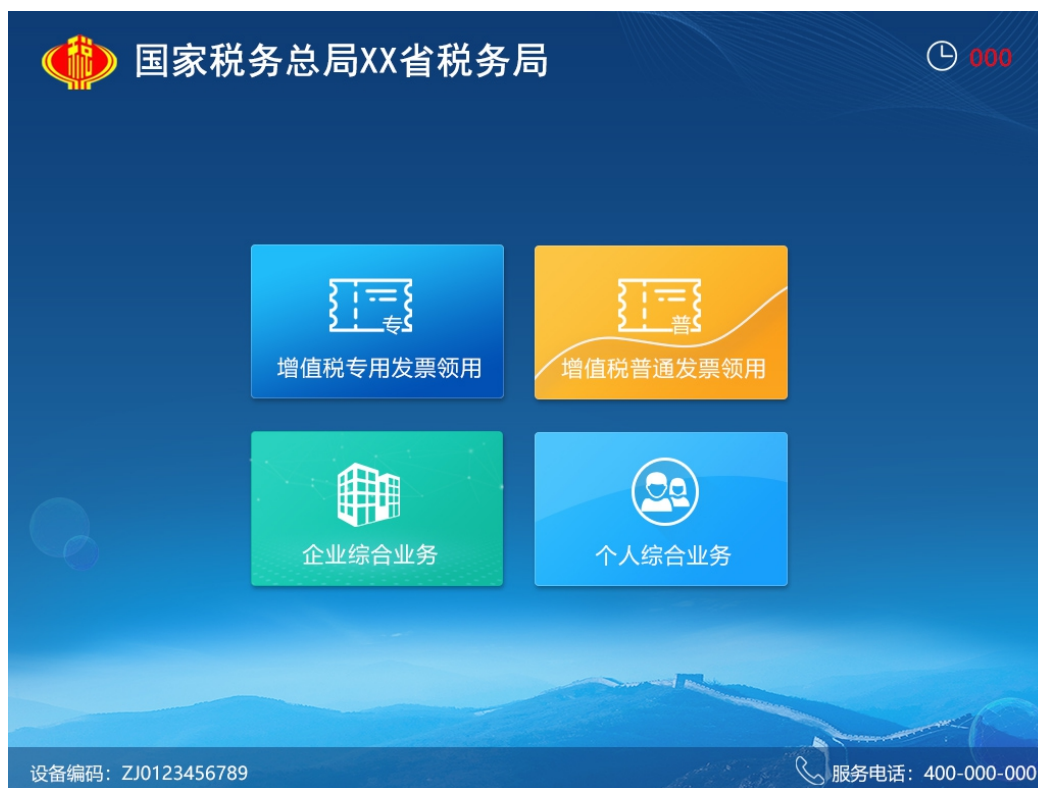 税
国家税务总局XX省税务局
000
专
增值税专用发票领用
普
增值税普通发票领用
企业综合业务
个人综合业务
设备编码：ZJ0123456789
服务电话：400-000-000